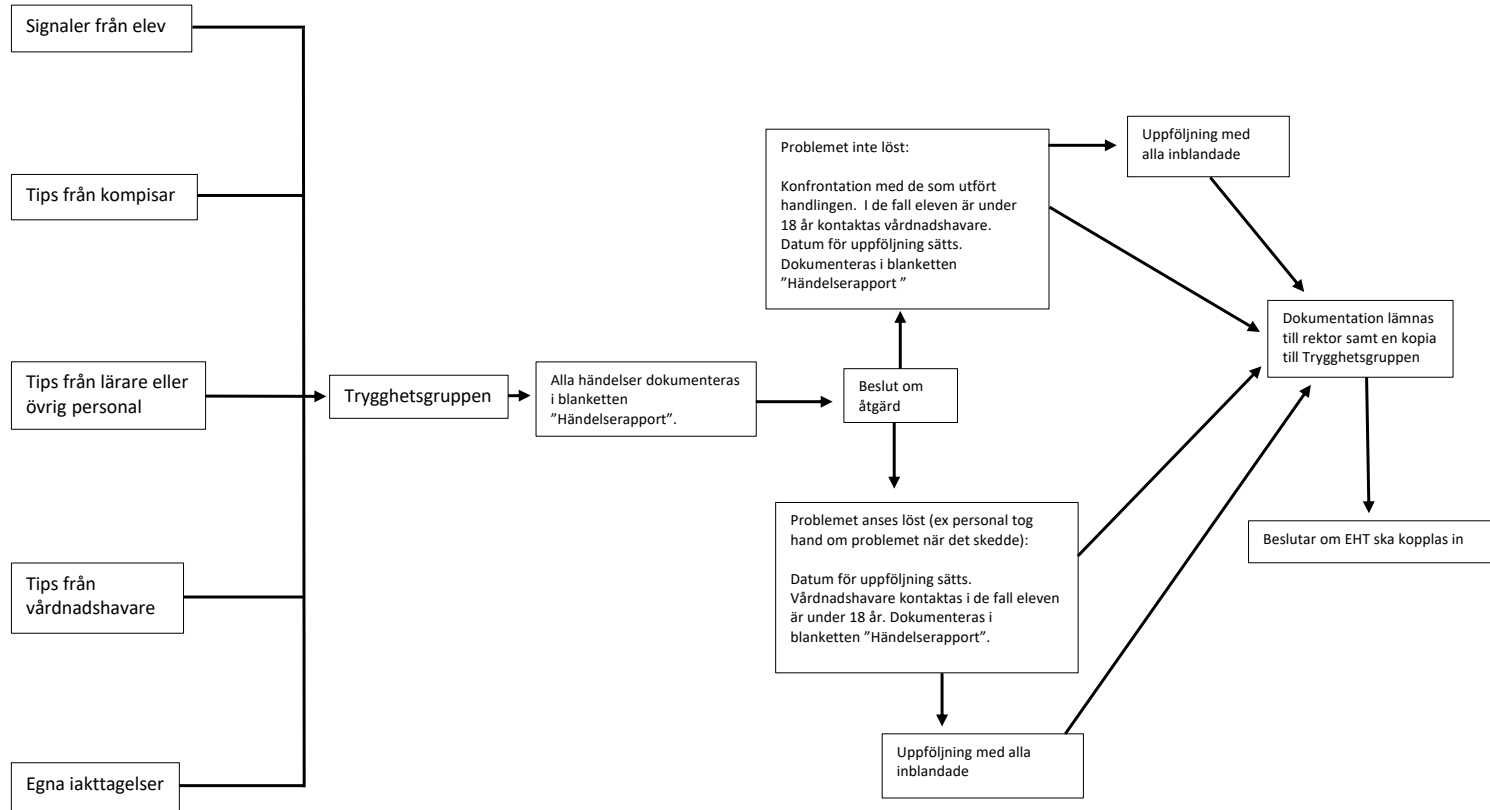 Signaler från elev
Tips från kompisar
Tips från lärare eller
övrig personal
Tips från
vårdnadshavare
Egna iakttagelser
Trygghetsgruppen
Alla händelser dokumenteras
i blanketten
”Händelserapport”.
Beslut om
åtgärd
Problemet inte löst:
Konfrontation med de som utfört
handlingen. I de fall eleven är under
18 år kontaktas vårdnadshavare.
Datum för uppföljning sätts.
Dokumenteras i blanketten
”Händelserapport ”
Uppföljning med
alla inblandade
Problemet anses löst (ex personal tog
hand om problemet när det skedde):
Datum för uppföljning sätts.
Vårdnadshavare kontaktas i de fall eleven
är under 18 år. Dokumenteras i
blanketten ”Händelserapport”.
Uppföljning med alla
inblandade
Dokumentation lämnas
till rektor samt en kopia
till Trygghetsgruppen
Beslutar om EHT ska kopplas in